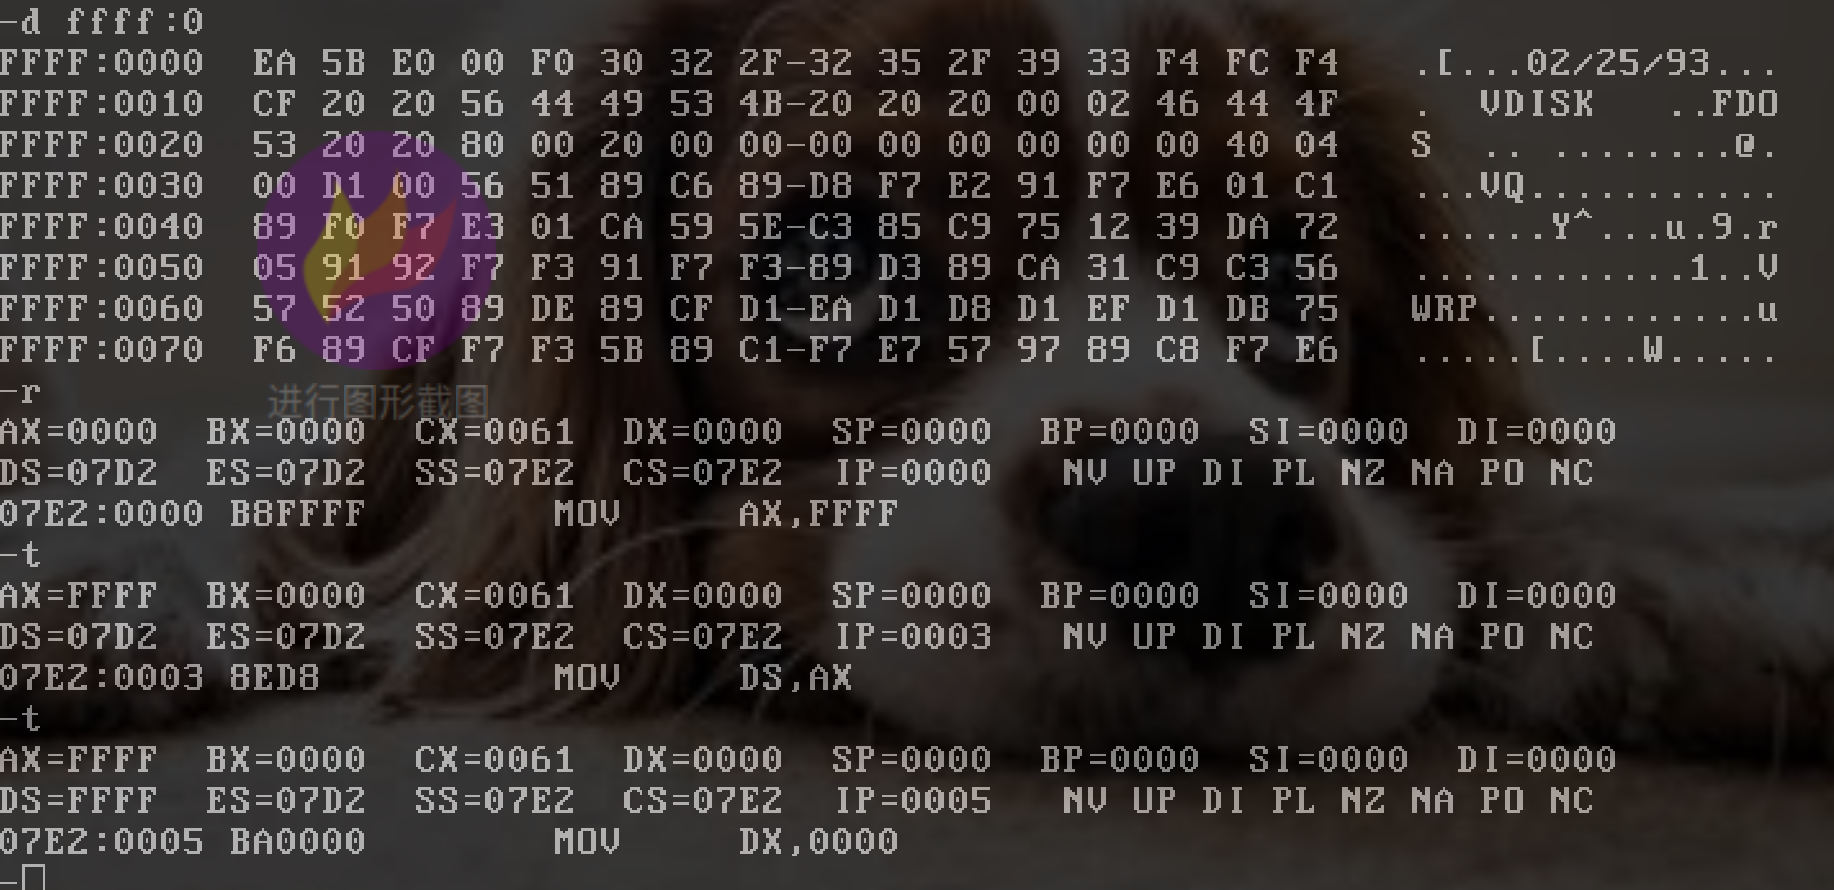 -d ffff:0
FFFF:0000  EA 5B E0 00 F0 30 32 2F-32 35 2F 39 33 F4 FC F4   .[...02/25/93...
FFFF:0010  CF 20 20 56 44 49 53 4B-20 20 20 00 02 46 44 4F   .  VDISK   ..FDO
FFFF:0020  53 20 20 80 00 20 00 00-00 00 00 00 00 00 40 04   S  .. ........@.
FFFF:0030  00 D1 00 56 51 89 C6 89-D8 F7 E2 91 F7 E6 01 C1   ...VQ...........
FFFF:0040  89 F0 F7 E3 01 CA 59 5E-C3 85 C9 75 12 39 DA 72   ......Y^...u.9.r
FFFF:0050  05 91 92 F7 F3 91 F7 F3-89 D3 89 CA 31 C9 C3 56   ............1..V
FFFF:0060  57 52 50 89 DE 89 CF D1-EA D1 D8 D1 EF D1 DB 75   WRP............u
FFFF:0070  F6 89 CF F7 F3 5B 89 C1-F7 E7 57 97 89 C8 F7 E6   .....[....W.....
-r
进行图形截图
AX=0000  BX=0000  CX=0061  DX=0000  SP=0000  BP=0000  SI=0000  DI=0000
DS=07D2  ES=07D2  SS=07E2  CS=07E2  IP=0000   NV UP DI PL NZ NA PO NC
07E2:0000 B8FFFF        MOV     AX,FFFF
-t
AX=FFFF  BX=0000  CX=0061  DX=0000  SP=0000  BP=0000  SI=0000  DI=0000
DS=07D2  ES=07D2  SS=07E2  CS=07E2  IP=0003   NV UP DI PL NZ NA PO NC
07E2:0003 8ED8          MOV     DS,AX
-t
AX=FFFF  BX=0000  CX=0061  DX=0000  SP=0000  BP=0000  SI=0000  DI=0000
DS=FFFF  ES=07D2  SS=07E2  CS=07E2  IP=0005   NV UP DI PL NZ NA PO NC
07E2:0005 BA0000        MOV     DX,0000
-